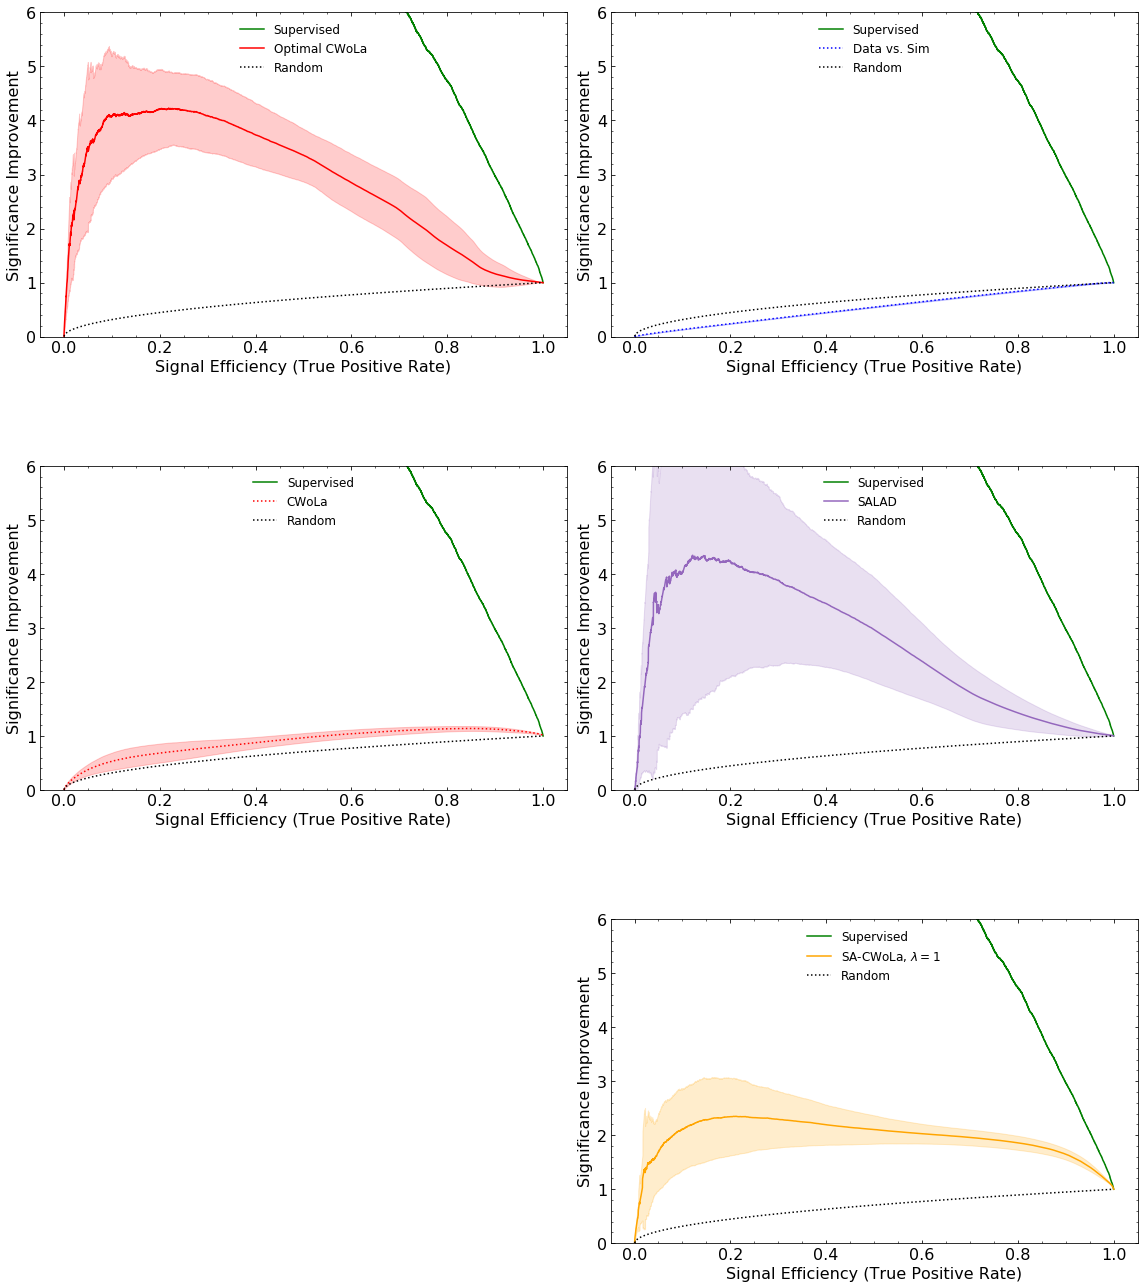 6
5
4
3
2
1
0
Significance Improvement
Supervised
Optimal CWoLa
Random
0.0 0.2 0.4 0.6 0.8 1.0
Signal Efficiency (True Positive Rate)
6
5
4
3
2
1
0
Significance Improvement
Supervised
Data vs. Sim
Random
0.0 0.2 0.4 0.6 0.8 1.0
Signal Efficiency (True Positive Rate)
6
5
4
3
2
1
0
Significance Improvement
Supervised
CWoLa
Random
0.0 0.2 0.4 0.6 0.8 1.0
Signal Efficiency (True Positive Rate)
6
5
4
3
2
1
0
Significance Improvement
Supervised
SALAD
Random
0.0 0.2 0.4 0.6 0.8 1.0
Signal Efficiency (True Positive Rate)
6
5
4
3
2
1
0
Significance Improvement
Supervised
SA-CWoLa, λ = 1
Random
0.0 0.2 0.4 0.6 0.8 1.0
Signal Efficiency (True Positive Rate)